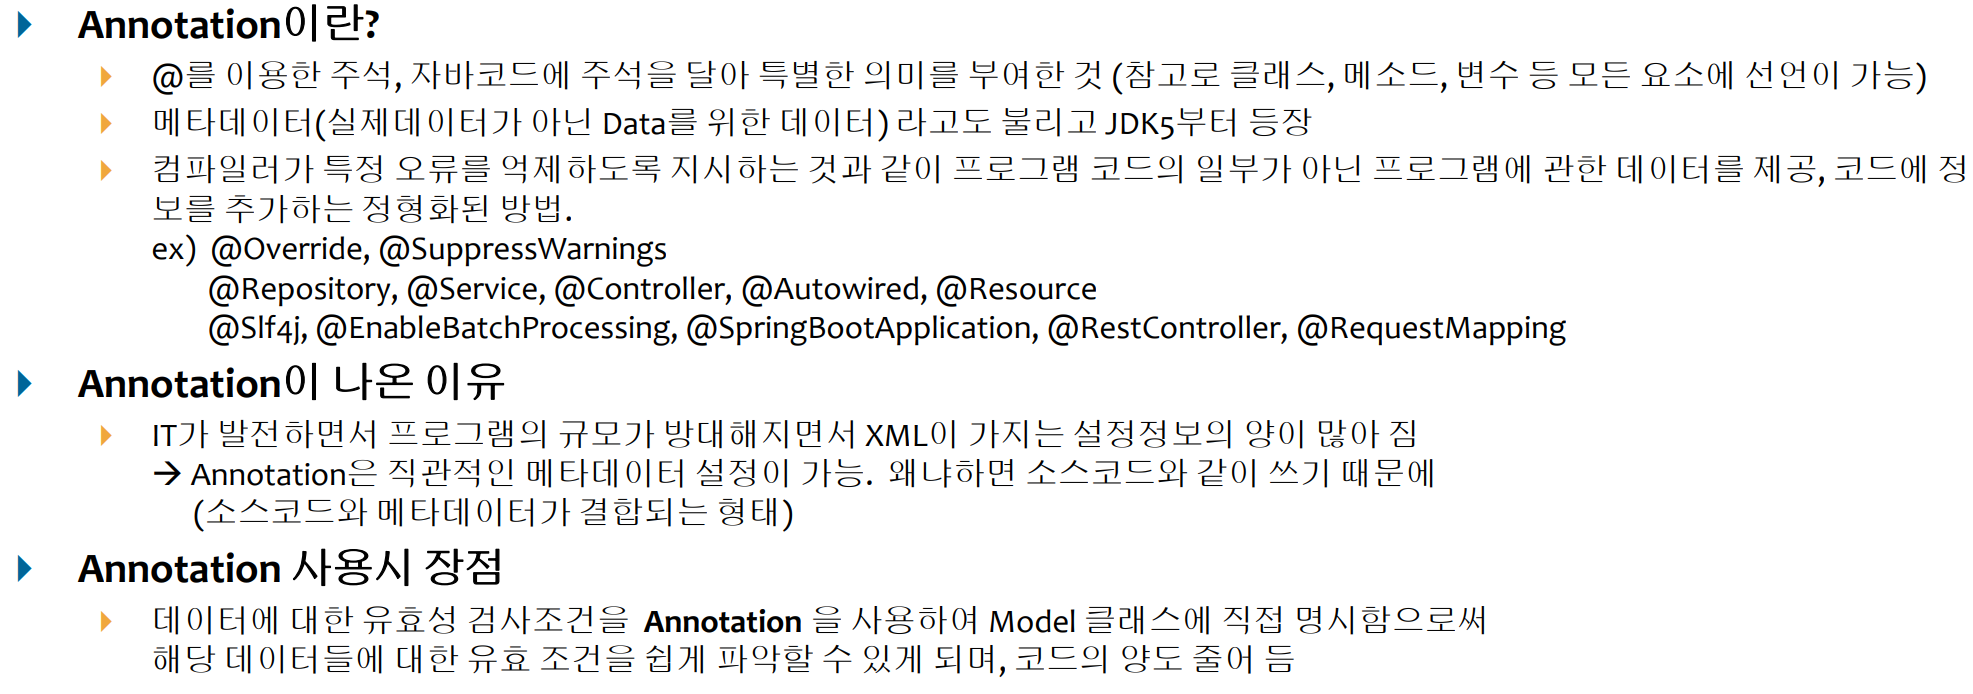 Annotation이란?
@를 이용한 주석, 자바코드에 주석을 달아 특별한 의미를 부여한 것 (참고로 클래스, 메소드, 변수 등 모든 요소에 선언이 가능)
메타데이터(실제데이터가 아닌 Data를 위한 데이터) 라고도 불리고 JDK5부터 등장
컴파일러가 특정 오류를 억제하도록 지시하는 것과 같이 프로그램 코드의 일부가 아닌 프로그램에 관한 데이터를 제공, 코드에 정
보를 추가하는 정형화된 방법.
ex) @Override, @SuppressWarnings
@Repository, @Service, @Controller, @Autowired, @Resource
@Slf4j, @EnableBatchProcessing, @SpringBootApplication, @RestController, @RequestMapping
Annotation이 나온 이유
IT가 발전하면서 프로그램의 규모가 방대해지면서 XML이 가지는 설정정보의 양이 많아 짐
→ Annotation은 직관적인 메타데이터 설정이 가능. 왜냐하면 소스코드와 같이 쓰기 때문에
(소스코드와 메타데이터가 결합되는 형태)
Annotation 사용시 장점
데이터에 대한 유효성 검사조건을 Annotation 을 사용하여 Model 클래스에 직접 명시함으로써
해당 데이터들에 대한 유효 조건을 쉽게 파악할 수 있게 되며, 코드의 양도 줄어 듬